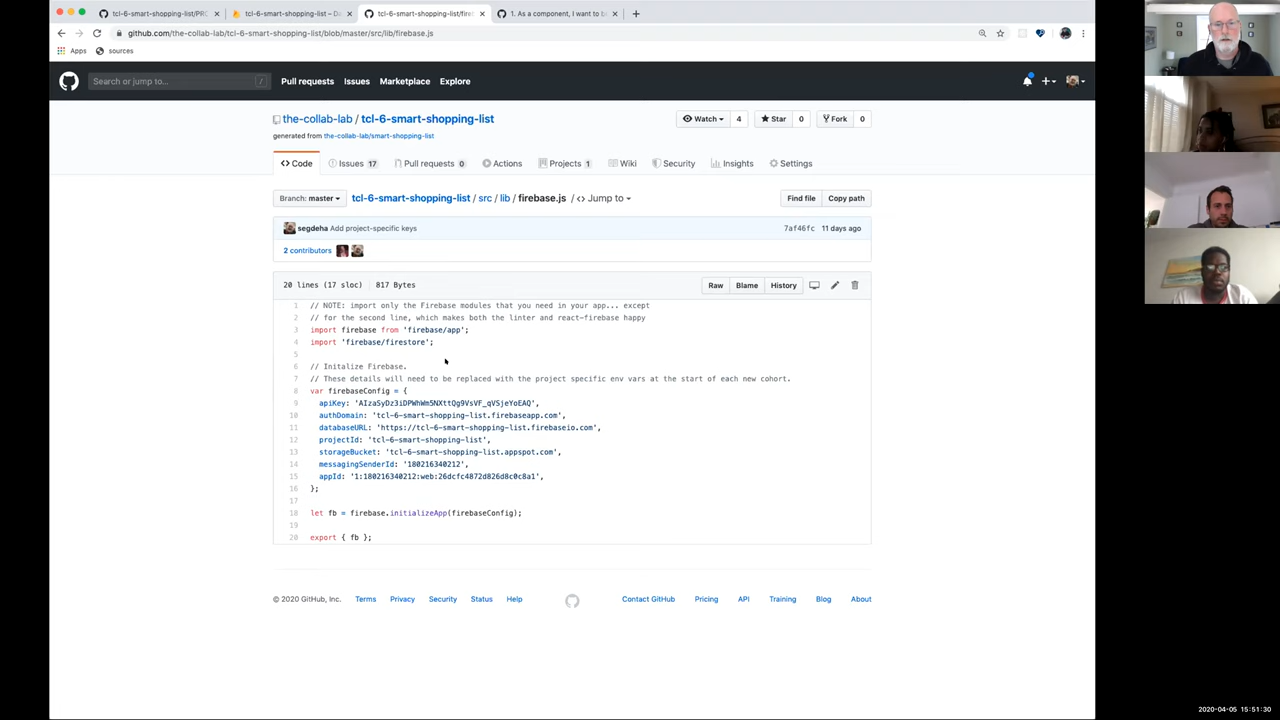 tcl-6-smart-shopping-list/PRO
tcl-6-smart-shopping-list – Da
tcl-6-smart-shopping-list/fire
1. As a component, I want to b
github.com/the-collab-lab/tcl-6-smart-shopping-list/blob/master/src/lib/firebase.js
Apps
sources
Search or jump to...
/
Pull requests
Issues
Marketplace
Explore
the-collab-lab / tcl-6-smart-shopping-list
generated from the-collab-lab/smart-shopping-list
Watch 4
Star 0
Fork 0
Code
Issues 17
Pull requests 0
Actions
Projects 1
Wiki
Security
Insights
Settings
Branch: master
tcl-6-smart-shopping-list / src / lib / firebase.js / <> Jump to
Find file
Copy path
segdeha Add project-specific keys
7af46fc 11 days ago
2 contributors
20 lines (17 sloc) 817 Bytes
Raw
Blame
History
1 // NOTE: import only the Firebase modules that you need in your app... except
2 // for the second line, which makes both the linter and react-firebase happy
3 import firebase from 'firebase/app';
4 import 'firebase/firestore';
5
6 // Initalize Firebase.
7 // These details will need to be replaced with the project specific env vars at the start of each new cohort.
8 var firebaseConfig = {
9 apiKey: 'AIzaSyDz3iDPWhWm5NXttQg9VsVF_qVSjeYoEAQ',
10 authDomain: 'tcl-6-smart-shopping-list.firebaseapp.com',
11 databaseURL: 'https://tcl-6-smart-shopping-list.firebaseio.com',
12 projectId: 'tcl-6-smart-shopping-list',
13 storageBucket: 'tcl-6-smart-shopping-list.appspot.com',
14 messagingSenderId: '180216340212',
15 appId: '1:180216340212:web:26dcfc4872d826d8c0c8a1',
16 };
17
18 let fb = firebase.initializeApp(firebaseConfig);
19
20 export { fb };
© 2020 GitHub, Inc.
Terms
Privacy
Security
Status
Help
Contact GitHub
Pricing
API
Training
Blog
About
2020-04-05 15:51:30